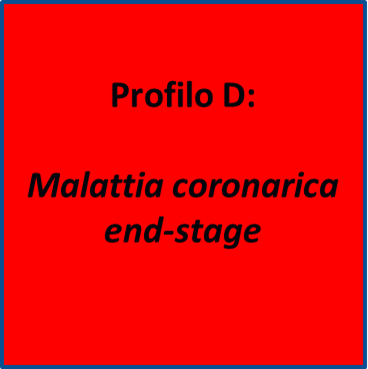 Profilo D:
Malattia coronarica
end-stage